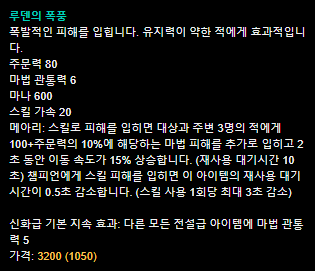 루덴의 폭풍
폭발적인 피해를 입힙니다. 유지력이 약한 적에게 효과적입니
다.
주문력 80
마법 관통력 6
마나 600
스킬 가속 20
메아리: 스킬로 피해를 입히면 대상과 주변 3명의 적에게
100+주문력의 10%에 해당하는 마법 피해를 추가로 입히고 2
초 동안 이동 속도가 15% 상승합니다. (재사용 대기시간 10
초) 챔피언에게 스킬 피해를 입히면 이 아이템의 재사용 대기
시간이 0.5초 감소합니다. (스킬 사용 1회당 최대 3초 감소)
신화급 기본 지속 효과: 다른 모든 전설급 아이템에 마법 관통
력 5
가격: 3200 (1050)